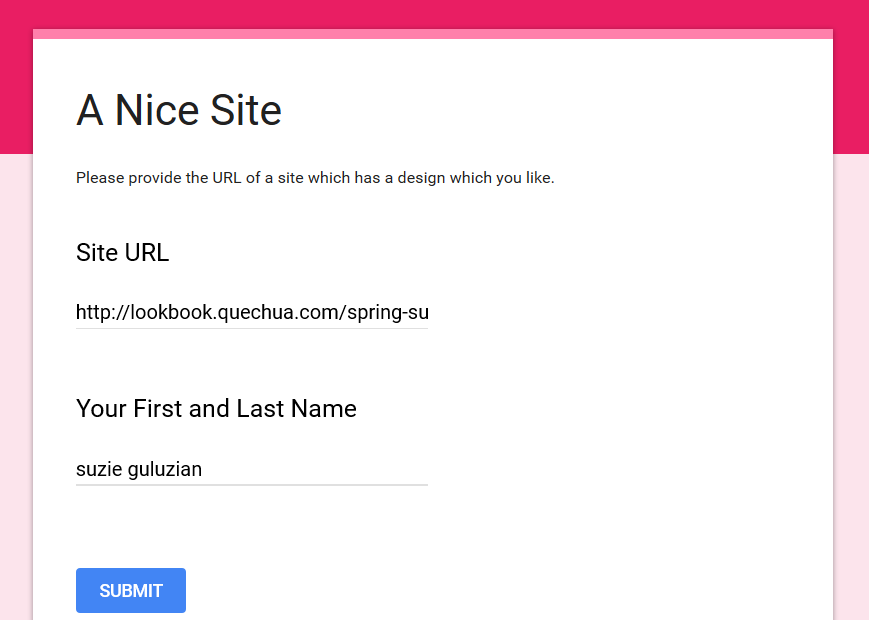 A Nice Site
Please provide the URL of a site which has a design which you like.
Site URL
http://lookbook.quechua.com/spring-su
Your First and Last Name
suzie guluzian
SUBMIT